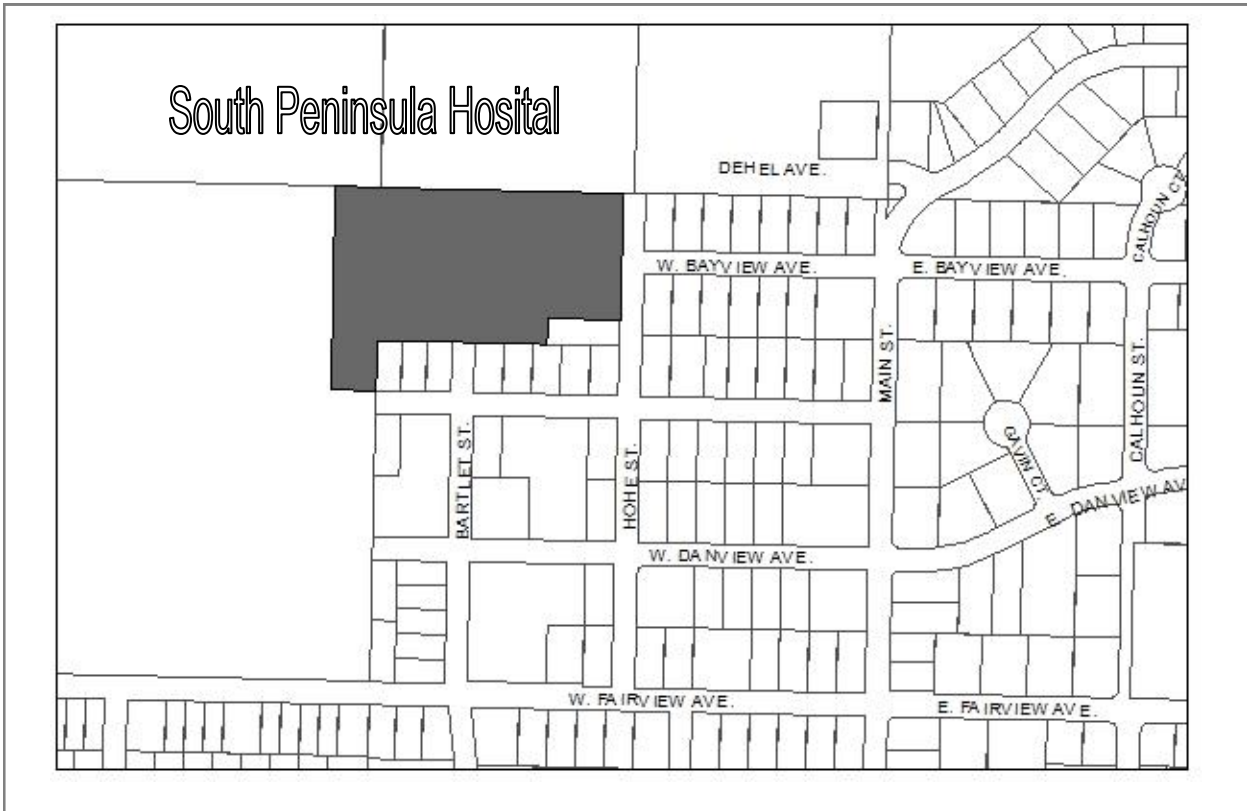 South Peninsula Hosital
DEHEL AVE.
CALHOUN CT.
W. BAYVIEW AVE.
E. BAYVIEW AVE.
MAIN ST.
CALHOUN ST.
BARTLET ST.
HOHE ST.
GAVIN CT.
E. DANVIEW AV
W. DANVIEW AVE.
W. FAIRVIEW AVE.
E. FAIRVIEW AVE.